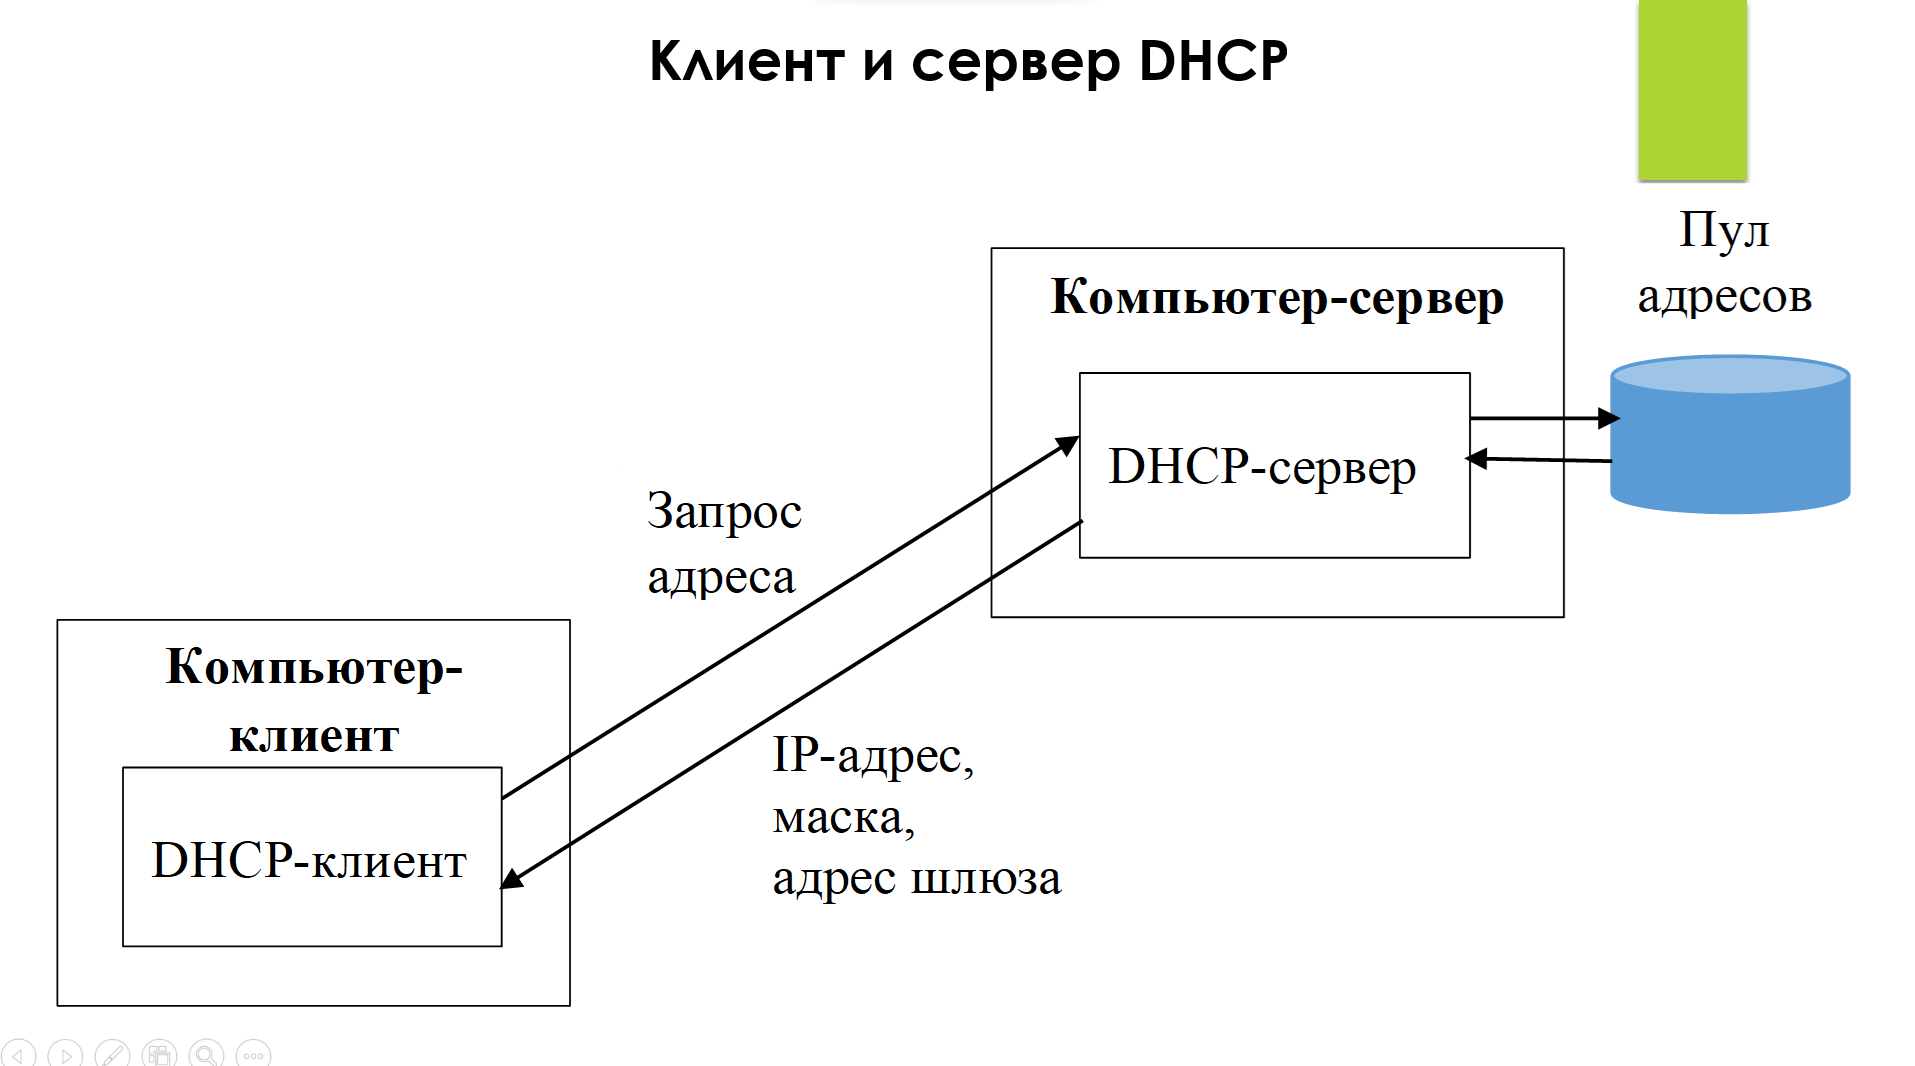 Клиент и сервер DHCP
Пул
адресов
Компьютер-сервер
DHCP-сервер
Запрос
адреса
Компьютер-
клиент
DHCP-клиент
IP-адрес,
маска,
адрес шлюза